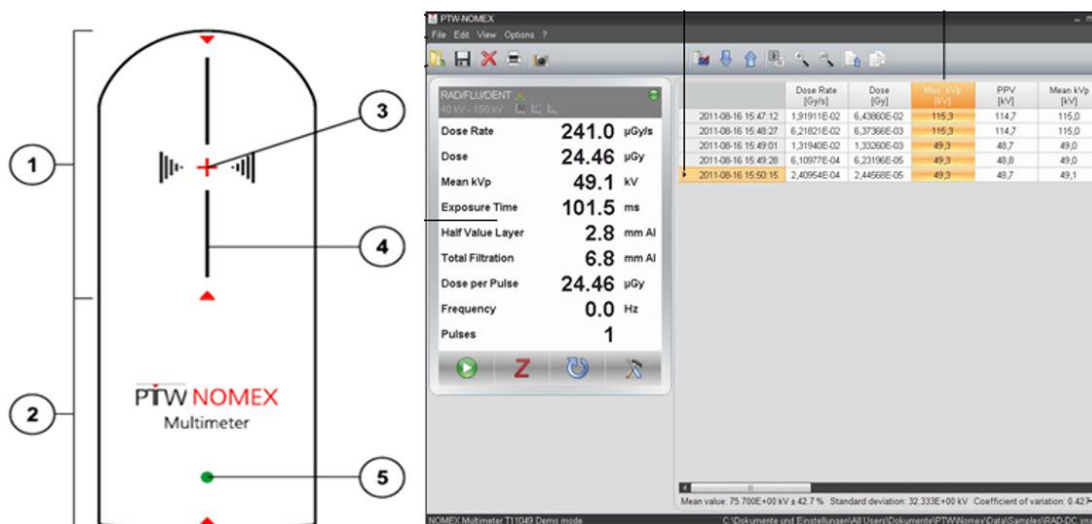 1
2
3
4
5
PTW NOMEX
Multimeter
PTW-NOMEX
File Edit View Options ?
RAD/FLU/DENT
40 kV - 150 kV
Dose Rate 241.0 µGy/s
Dose 24.46 µGy
Mean kVp 49.1 kV
Exposure Time 101.5 ms
Half Value Layer 2.8 mm Al
Total Filtration 6.8 mm Al
Dose per Pulse 24.46 µGy
Frequency 0.0 Hz
Pulses 1
Z
Dose Rate Dose Max. kVp PPV Mean kVp
[Gy/s] [Gy] [kV] [kV] [kV]
2011-08-16 15:47:12 1,91911E-02 6,43860E-02 115,3 114,7 115,0
2011-08-16 15:48:27 6,21821E-02 6,37366E-03 115,3 114,7 115,0
2011-08-16 15:49:01 1,31940E-02 1,33260E-03 49,3 48,7 49,0
2011-08-16 15:49:28 6,10977E-04 6,23196E-05 49,3 48,8 49,0
2011-08-16 15:50:15 2,40954E-04 2,44568E-05 49,3 48,7 49,1
Mean value: 75.700E+00 kV ± 42.7 % Standard deviation: 32.333E+00 kV Coefficient of variation: 0.427
NOMEX Multimeter T11049 Demo mode C:\Dokumente und Einstellungen\All Users\Dokumente\PTW\Nomex\Data\Samples\RAD-DC